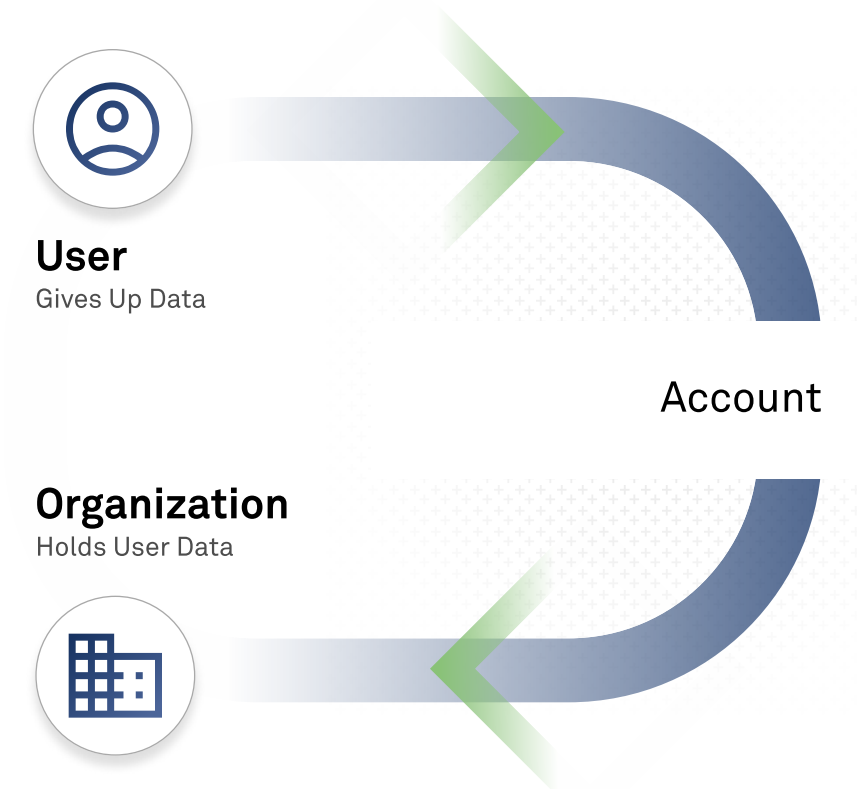 User
Gives Up Data
Account
Organization
Holds User Data